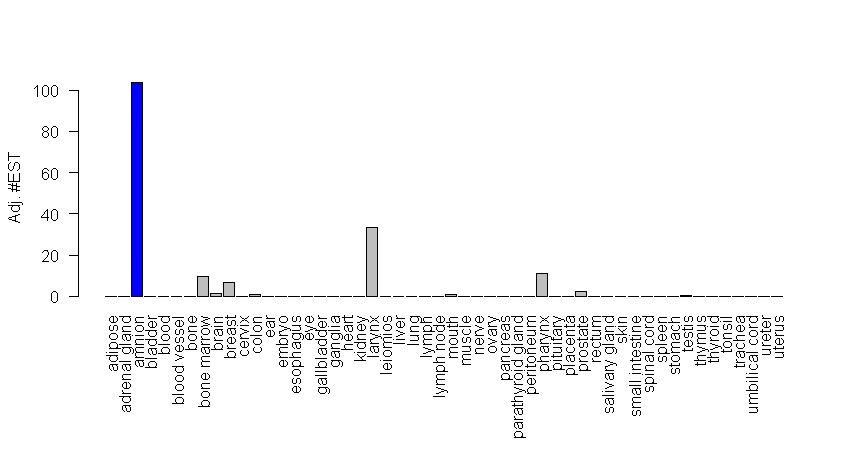 Adj. #EST
100
80
60
40
20
0
adipose
adrenal gland
amnion
bladder
blood
blood vessel
bone
bone marrow
brain
breast
cervix
colon
ear
embryo
esophagus
eye
gallbladder
ganglia
heart
kidney
larynx
leiomios
liver
lung
lymph
lymph node
mouth
muscle
nerve
ovary
pancreas
parathyroid gland
peritoneum
pharynx
pituitary
placenta
prostate
rectum
salivary gland
skin
small intestine
spinal cord
spleen
stomach
testis
thymus
thyroid
tonsil
trachea
umbilical cord
ureter
uterus